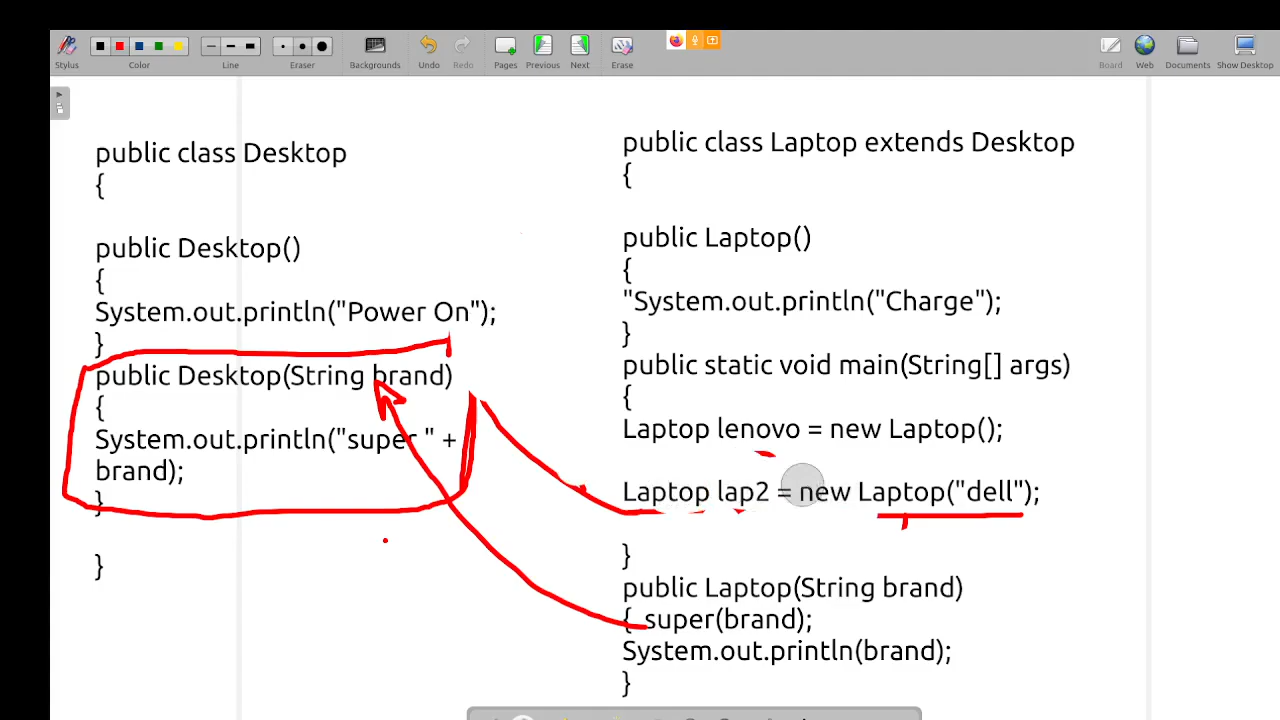 Stylus
Color
Line
Eraser
Backgrounds
Undo
Redo
Pages
Previous
Next
Erase
Board
Web
Documents
Show Desktop
public class Desktop
{
public Desktop()
{
System.out.println("Power On");
}
public Desktop(String brand)
{
System.out.println("super " +
brand);
}
}
public class Laptop extends Desktop
{
public Laptop()
{
"System.out.println("Charge");
}
public static void main(String[] args)
{
Laptop lenovo = new Laptop();
Laptop lap2 = new Laptop("dell");
}
public Laptop(String brand)
{ super(brand);
System.out.println(brand);
}